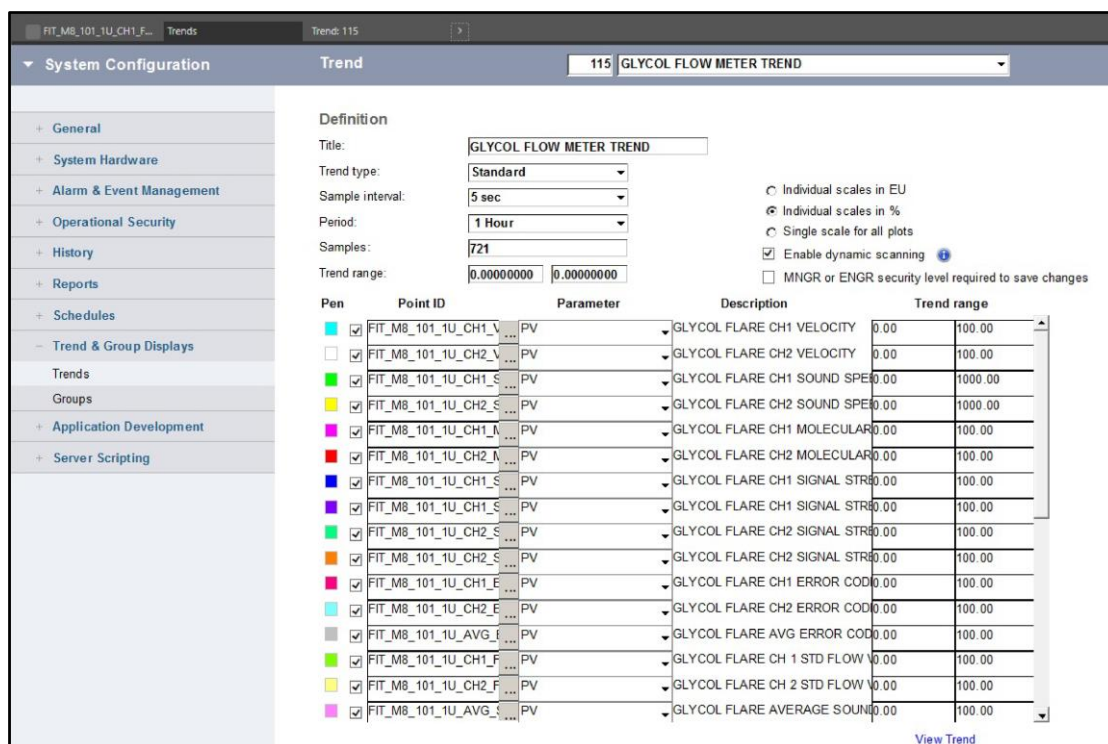 FIT_M8_101_1U_CH1_F... Trends Trend: 115
System Configuration Trend 115 GLYCOL FLOW METER TREND
General
System Hardware
Alarm & Event Management
Operational Security
History
Reports
Schedules
Trend & Group Displays
Trends
Groups
Application Development
Server Scripting
Definition
Title: GLYCOL FLOW METER TREND
Trend type: Standard
Sample interval: 5 sec
Period: 1 Hour
Samples: 721
Trend range: 0.00000000 0.00000000
Individual scales in EU
Individual scales in %
Single scale for all plots
Enable dynamic scanning
MNGR or ENGR security level required to save changes
Pen Point ID Parameter Description Trend range
FIT_M8_101_1U_CH1_V ... PV GLYCOL FLARE CH1 VELOCITY 0.00 100.00
FIT_M8_101_1U_CH2_V ... PV GLYCOL FLARE CH2 VELOCITY 0.00 100.00
FIT_M8_101_1U_CH1_S ... PV GLYCOL FLARE CH1 SOUND SPE 0.00 1000.00
FIT_M8_101_1U_CH2_S ... PV GLYCOL FLARE CH2 SOUND SPE 0.00 1000.00
FIT_M8_101_1U_CH1_M ... PV GLYCOL FLARE CH1 MOLECULAR 0.00 100.00
FIT_M8_101_1U_CH2_M ... PV GLYCOL FLARE CH2 MOLECULAR 0.00 100.00
FIT_M8_101_1U_CH1_S ... PV GLYCOL FLARE CH1 SIGNAL STRE 0.00 100.00
FIT_M8_101_1U_CH1_S ... PV GLYCOL FLARE CH1 SIGNAL STRE 0.00 100.00
FIT_M8_101_1U_CH2_S ... PV GLYCOL FLARE CH2 SIGNAL STRE 0.00 100.00
FIT_M8_101_1U_CH2_S ... PV GLYCOL FLARE CH2 SIGNAL STRE 0.00 100.00
FIT_M8_101_1U_CH1_E ... PV GLYCOL FLARE CH1 ERROR COD 0.00 100.00
FIT_M8_101_1U_CH2_E ... PV GLYCOL FLARE CH2 ERROR COD 0.00 100.00
FIT_M8_101_1U_AVG_E ... PV GLYCOL FLARE AVG ERROR COD 0.00 100.00
FIT_M8_101_1U_CH1_F ... PV GLYCOL FLARE CH 1 STD FLOW V 0.00 100.00
FIT_M8_101_1U_CH2_F ... PV GLYCOL FLARE CH 2 STD FLOW V 0.00 100.00
FIT_M8_101_1U_AVG_S ... PV GLYCOL FLARE AVERAGE SOUN 0.00 100.00
View Trend